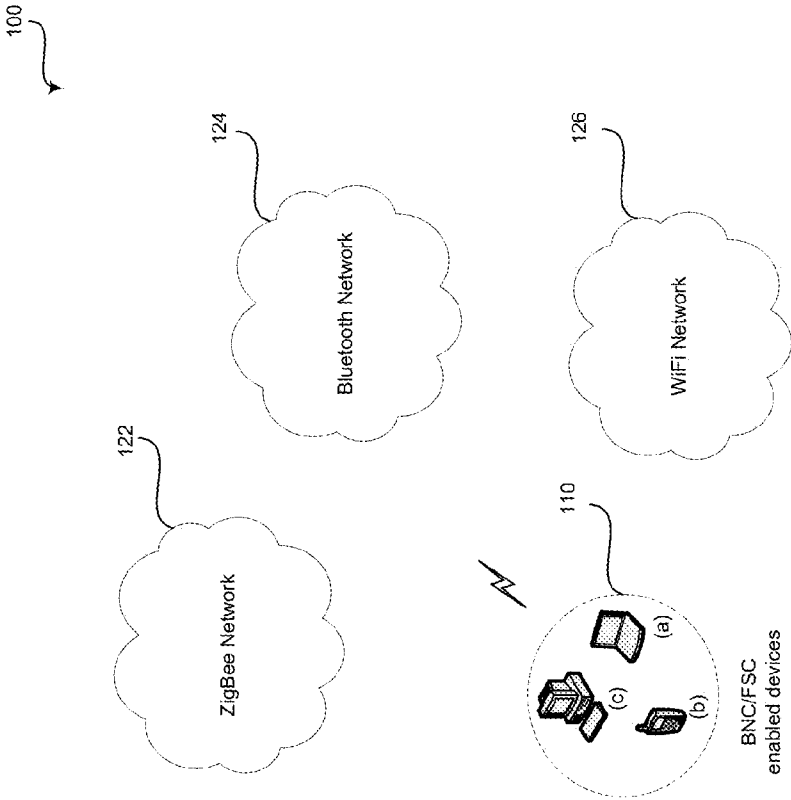 100
124
Bluetooth Network
126
WiFi Network
122
ZigBee Network
110
(a)
(c)
(b)
BNC/FSC
enabled devices